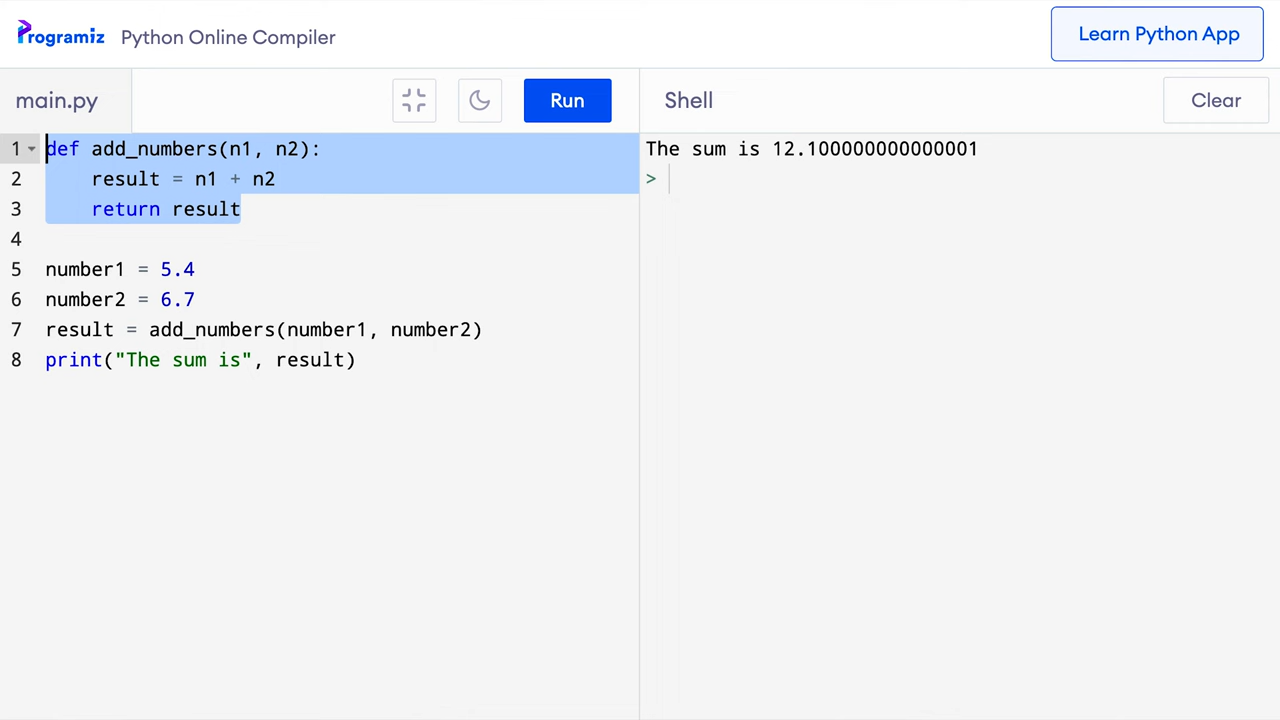 Programiz Python Online Compiler
Learn Python App
main.py
Run
Shell
Clear
1 def add_numbers(n1, n2):
2     result = n1 + n2
3     return result
4
5 number1 = 5.4
6 number2 = 6.7
7 result = add_numbers(number1, number2)
8 print("The sum is", result)
The sum is 12.100000000000001
>